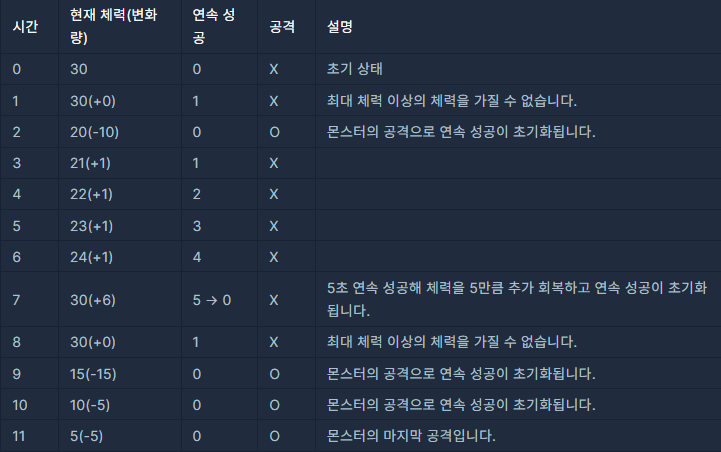 시간 현재 체력(변화량) 연속 성공 공격 설명
0 30 0 X 초기 상태
1 30(+0) 1 X 최대 체력 이상의 체력을 가질 수 없습니다.
2 20(-10) 0 O 몬스터의 공격으로 연속 성공이 초기화됩니다.
3 21(+1) 1 X
4 22(+1) 2 X
5 23(+1) 3 X
6 24(+1) 4 X
7 30(+6) 5 → 0 X 5초 연속 성공해 체력을 5만큼 추가 회복하고 연속 성공이 초기화됩니다.
8 30(+0) 1 X 최대 체력 이상의 체력을 가질 수 없습니다.
9 15(-15) 0 O 몬스터의 공격으로 연속 성공이 초기화됩니다.
10 10(-5) 0 O 몬스터의 공격으로 연속 성공이 초기화됩니다.
11 5(-5) 0 O 몬스터의 마지막 공격입니다.